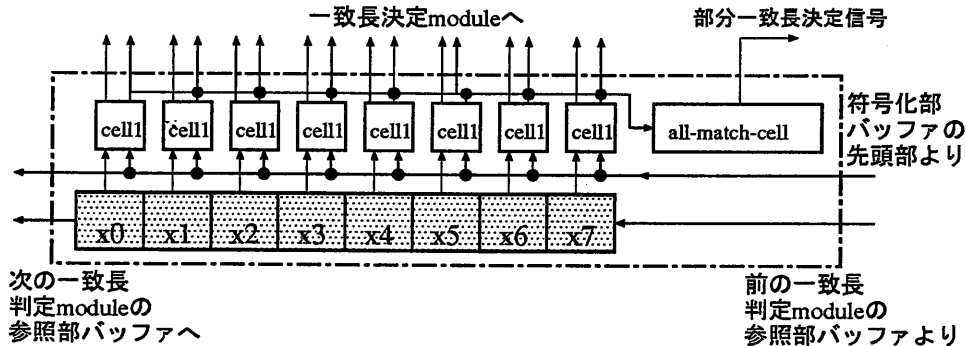 一致長決定moduleへ
部分一致長決定信号
cell1 cell1 cell1 cell1 cell1 cell1 cell1 cell1
all-match-cell
符号化部
バッファの
先頭部より
x0 x1 x2 x3 x4 x5 x6 x7
次の一致長
判定moduleの
参照部バッファへ
前の一致長
判定moduleの
参照部バッファより